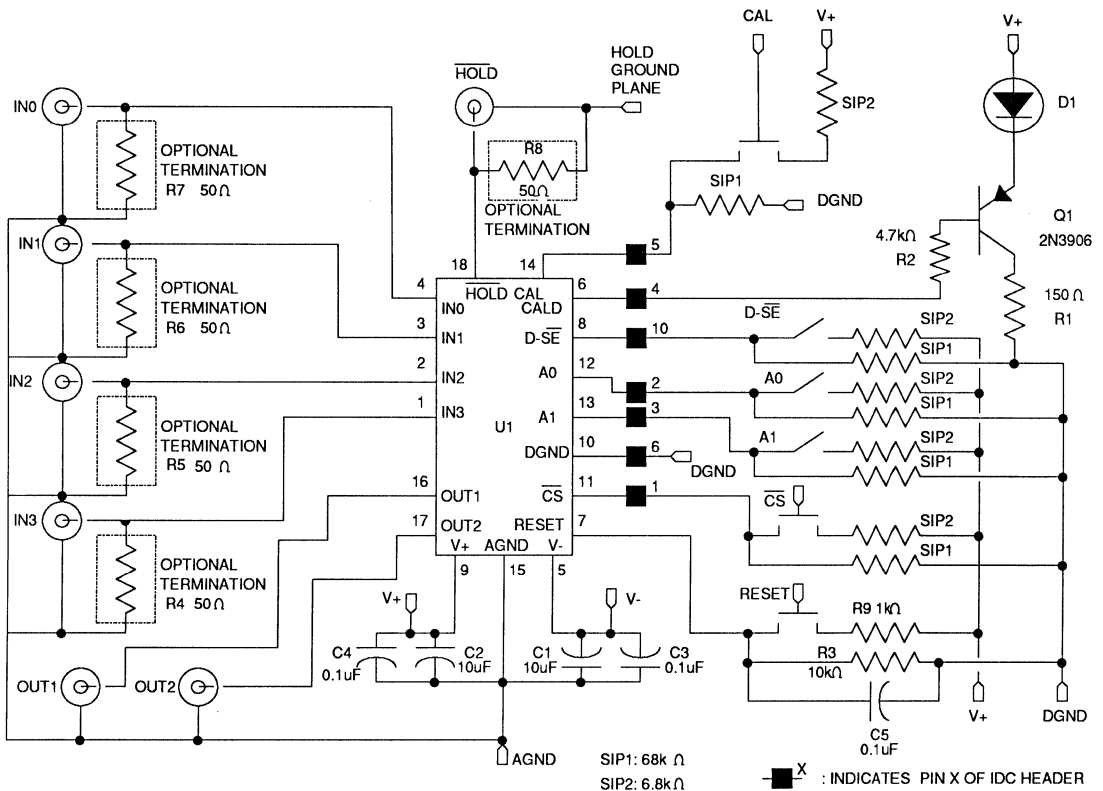 CAL
V+
V+
HOLD
GROUND
PLANE
HOLD
IN0
SIP2
D1
R8
50Ω
OPTIONAL
TERMINATION
OPTIONAL
TERMINATION
R7 50Ω
SIP1
DGND
Q1
2N3906
4.7kΩ
R2
IN1
18
14
5
4
HOLD CAL
6
4
IN0
CALD
150Ω
R1
OPTIONAL
TERMINATION
R6 50Ω
3
IN1
D-SE
8
10
D-SE
SIP2
SIP1
IN2
2
IN2
A0
12
2
A0
SIP2
SIP1
1
IN3
A1
13
3
A1
SIP2
SIP1
U1
OPTIONAL
TERMINATION
R5 50Ω
DGND
10
6
DGND
16
OUT1
CS
11
1
CS
SIP2
SIP1
IN3
17
OUT2
RESET
7
V+ AGND V-
9
15
5
OPTIONAL
TERMINATION
R4 50Ω
V+
V-
RESET
R9 1kΩ
C4
0.1uF
C2
10uF
C1
10uF
C3
0.1uF
R3
10kΩ
OUT1
OUT2
C5
0.1uF
V+
DGND
AGND
SIP1: 68k Ω
SIP2: 6.8k Ω
X
: INDICATES PIN X OF IDC HEADER